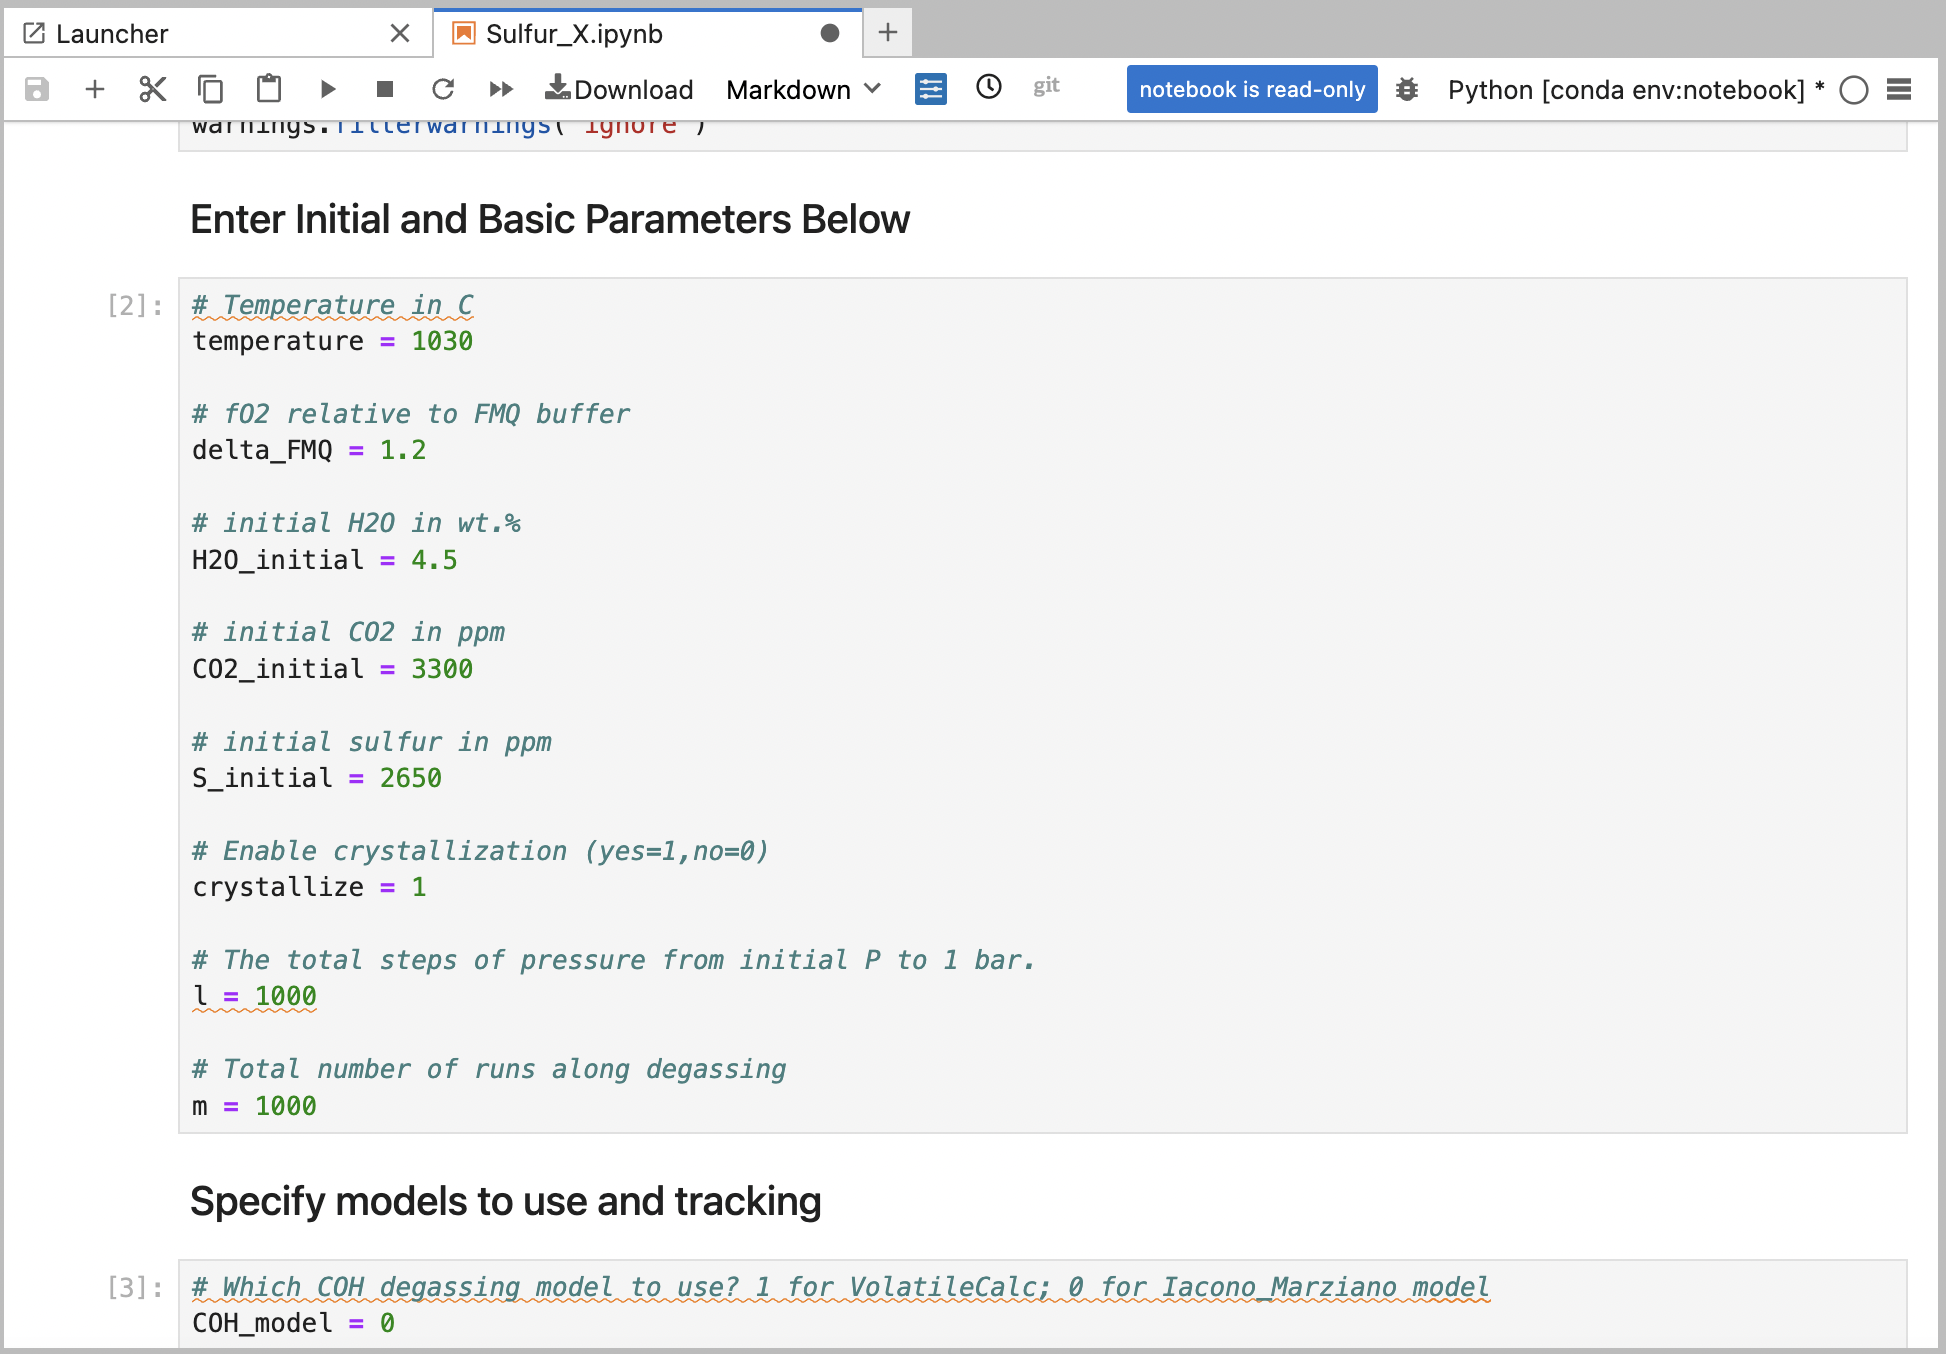 Launcher
Sulfur_X.ipynb
Download Markdown git notebook is read-only Python [conda env:notebook] *
warnings.filterwarnings('ignore')
Enter Initial and Basic Parameters Below
[2]:
# Temperature in C
temperature = 1030
# fO2 relative to FMQ buffer
delta_FMQ = 1.2
# initial H2O in wt.%
H2O_initial = 4.5
# initial CO2 in ppm
CO2_initial = 3300
# initial sulfur in ppm
S_initial = 2650
# Enable crystallization (yes=1,no=0)
crystallize = 1
# The total steps of pressure from initial P to 1 bar.
l = 1000
# Total number of runs along degassing
m = 1000
Specify models to use and tracking
[3]:
# Which COH degassing model to use? 1 for VolatileCalc; 0 for Iacono_Marziano model
COH_model = 0